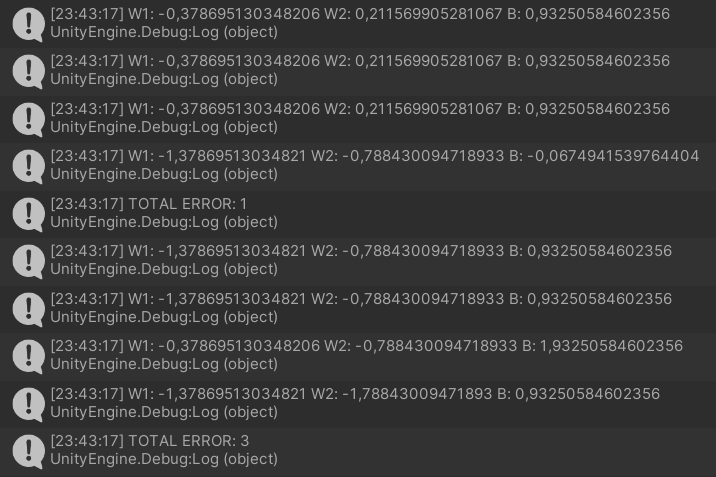 [23:43:17] W1: -0,378695130348206 W2: 0,211569905281067 B: 0,93250584602356
UnityEngine.Debug:Log (object)
[23:43:17] W1: -0,378695130348206 W2: 0,211569905281067 B: 0,93250584602356
UnityEngine.Debug:Log (object)
[23:43:17] W1: -0,378695130348206 W2: 0,211569905281067 B: 0,93250584602356
UnityEngine.Debug:Log (object)
[23:43:17] W1: -1,37869513034821 W2: -0,788430094718933 B: -0,0674941539764404
UnityEngine.Debug:Log (object)
[23:43:17] TOTAL ERROR: 1
UnityEngine.Debug:Log (object)
[23:43:17] W1: -1,37869513034821 W2: -0,788430094718933 B: 0,93250584602356
UnityEngine.Debug:Log (object)
[23:43:17] W1: -1,37869513034821 W2: -0,788430094718933 B: 0,93250584602356
UnityEngine.Debug:Log (object)
[23:43:17] W1: -0,378695130348206 W2: -0,788430094718933 B: 1,93250584602356
UnityEngine.Debug:Log (object)
[23:43:17] W1: -1,37869513034821 W2: -1,78843009471893 B: 0,93250584602356
UnityEngine.Debug:Log (object)
[23:43:17] TOTAL ERROR: 3
UnityEngine.Debug:Log (object)